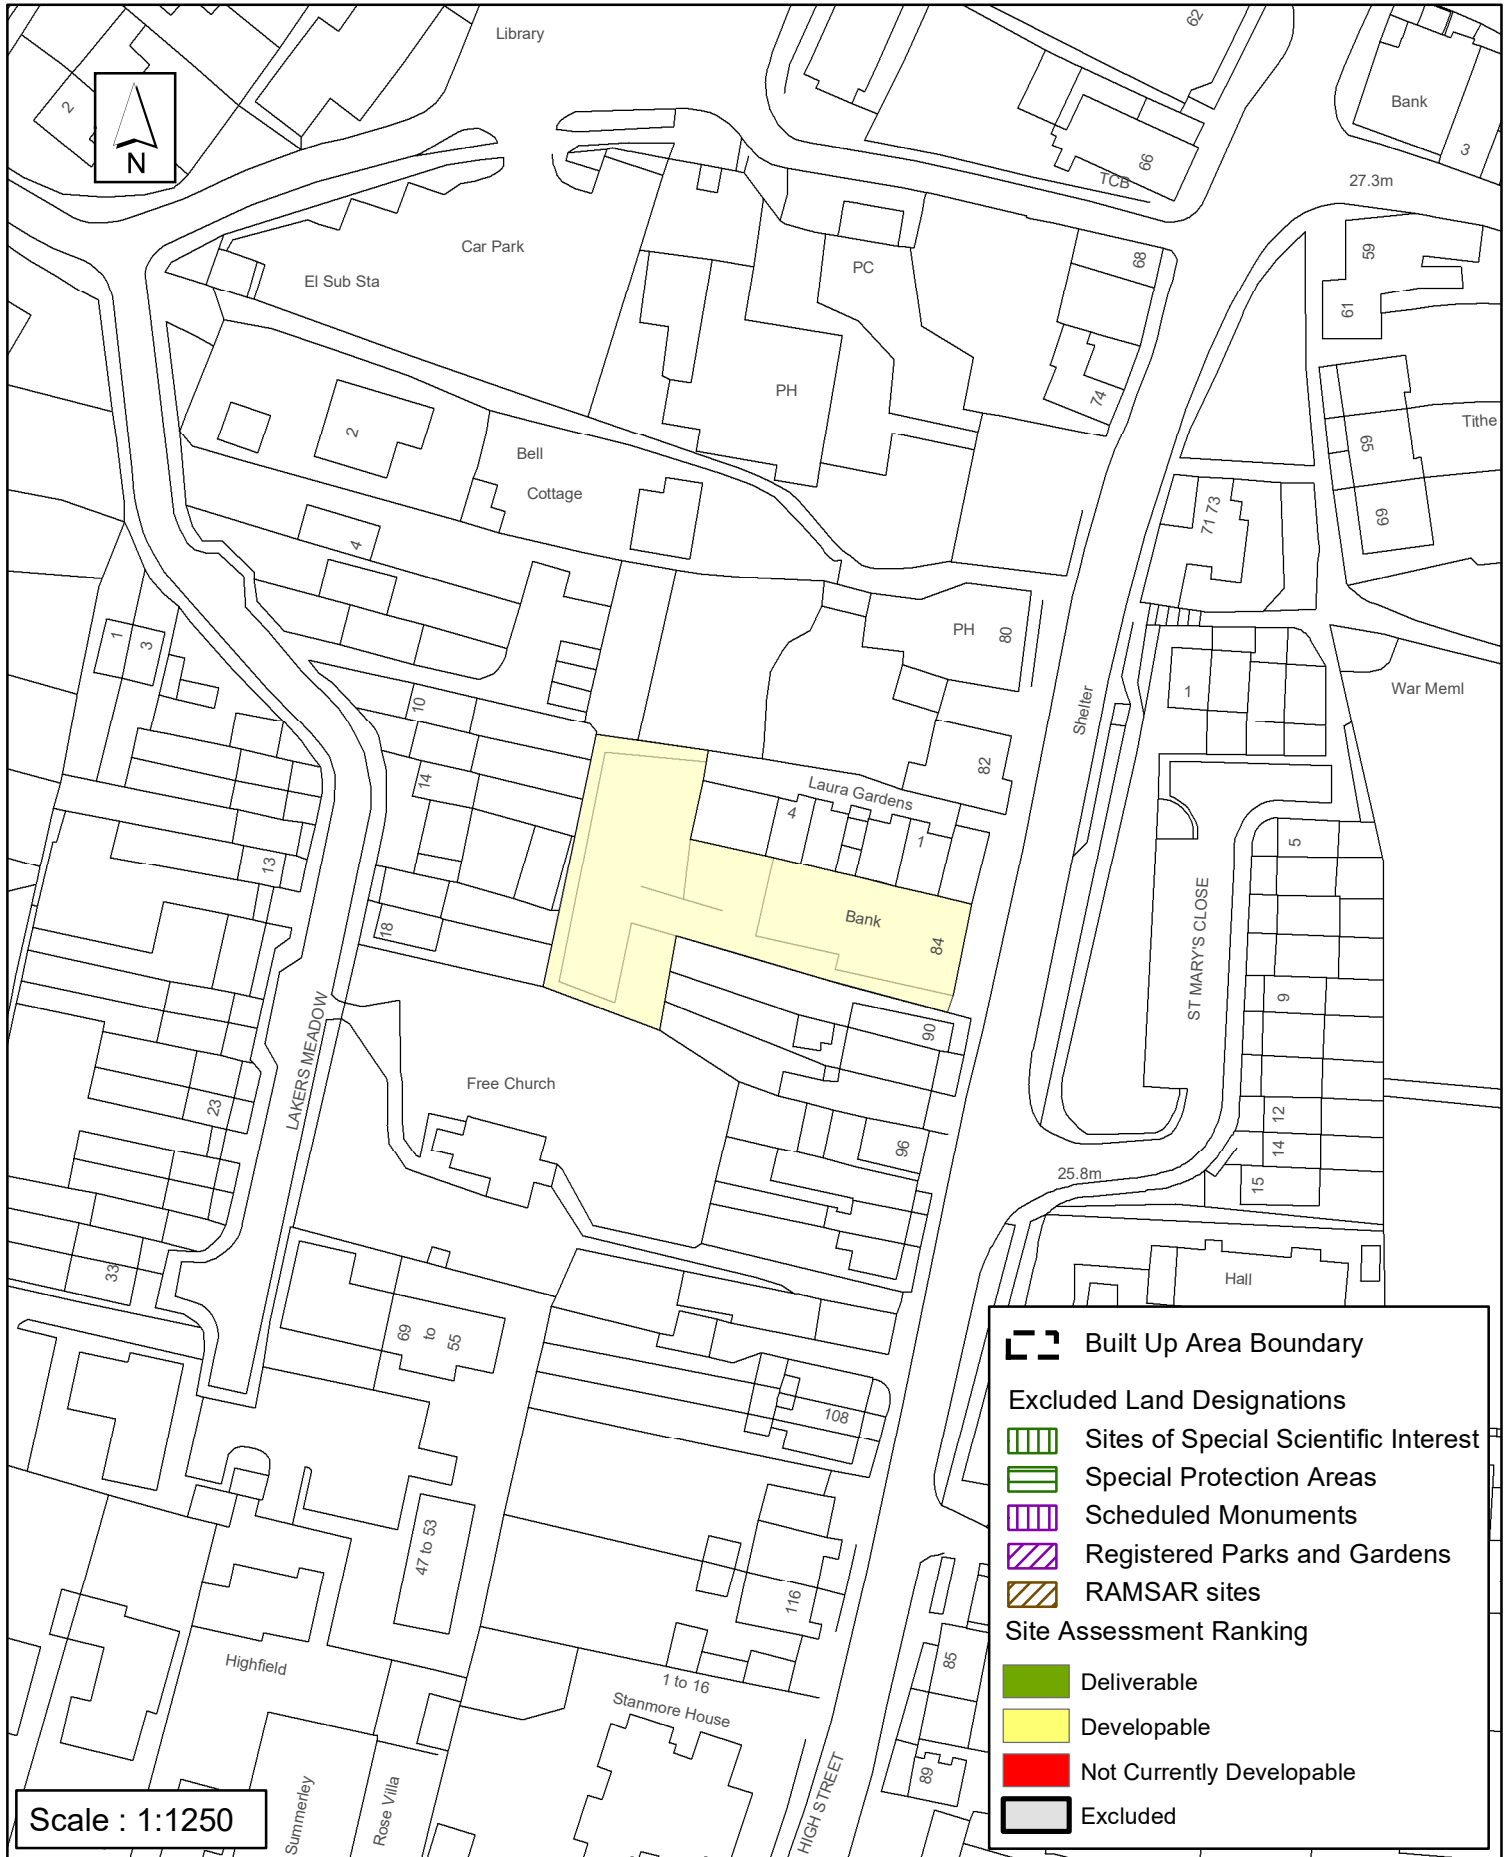 Library
62
Bank
2
3
N
66
TCB
27.3m
Car Park
59
68
PC
El Sub Sta
61
PH
74
2
Tithe
65
Bell
Cottage
71 73
69
4
PH
80
1
3
War Meml
1
10
Shelter
82
14
Laura Gardens
4
1
5
13
Bank
84
18
ST MARY'S CLOSE
9
90
LAKERS MEADOW
Free Church
23
12
96
14
25.8m
15
33
Hall
69
to
55
108
47 to 53
116
85
Highfield
1 to 16
Stanmore House
89
HIGH STREET
Summerley
Rose Villa
Scale : 1:1250
Built Up Area Boundary
Excluded Land Designations
Sites of Special Scientific Interest
Special Protection Areas
Scheduled Monuments
Registered Parks and Gardens
RAMSAR sites
Site Assessment Ranking
Deliverable
Developable
Not Currently Developable
Excluded